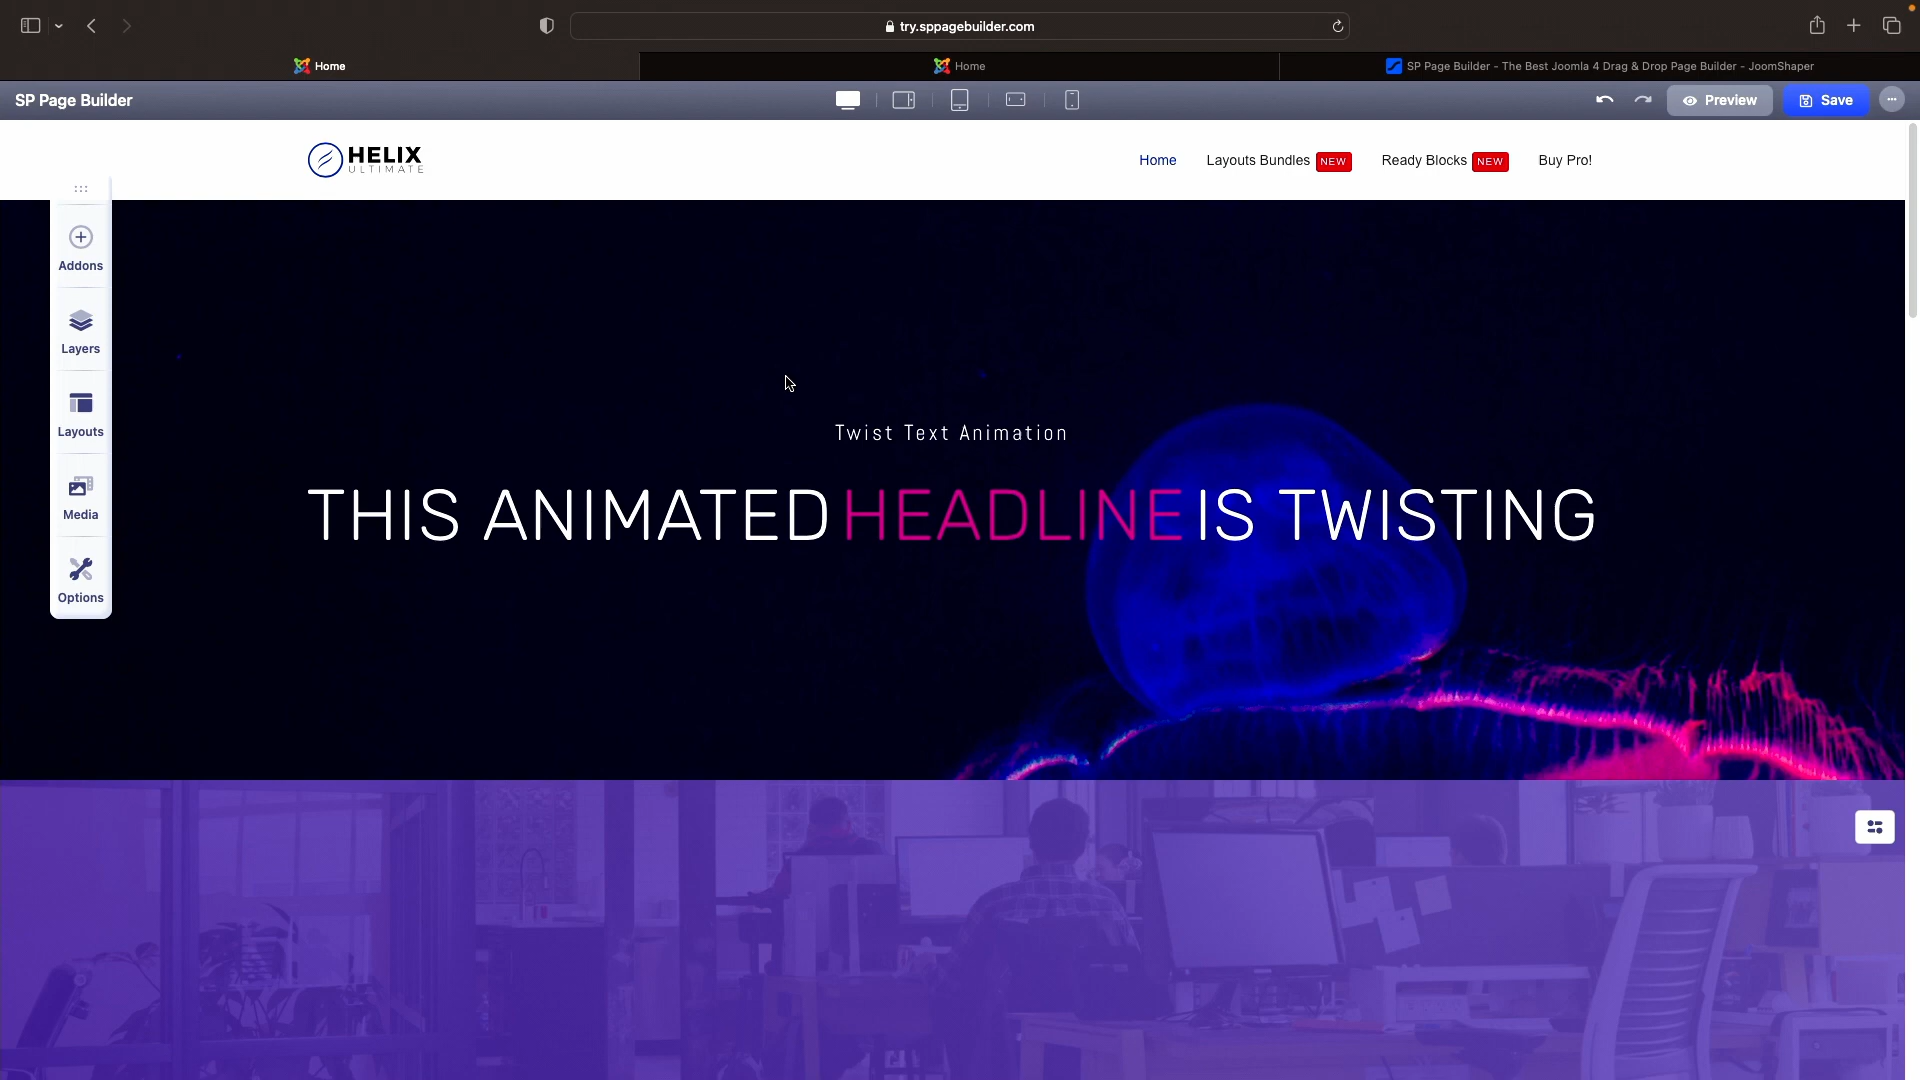 try.sppagebuilder.com
Home
Home
SP Page Builder - The Best Joomla 4 Drag & Drop Page Builder - JoomShaper
SP Page Builder
Preview
Save
HELIX
ULTIMATE
Home
Layouts Bundles NEW
Ready Blocks NEW
Buy Pro!
Addons
Layers
Layouts
Media
Options
Twist Text Animation
THIS ANIMATED HEADLINE IS TWISTING